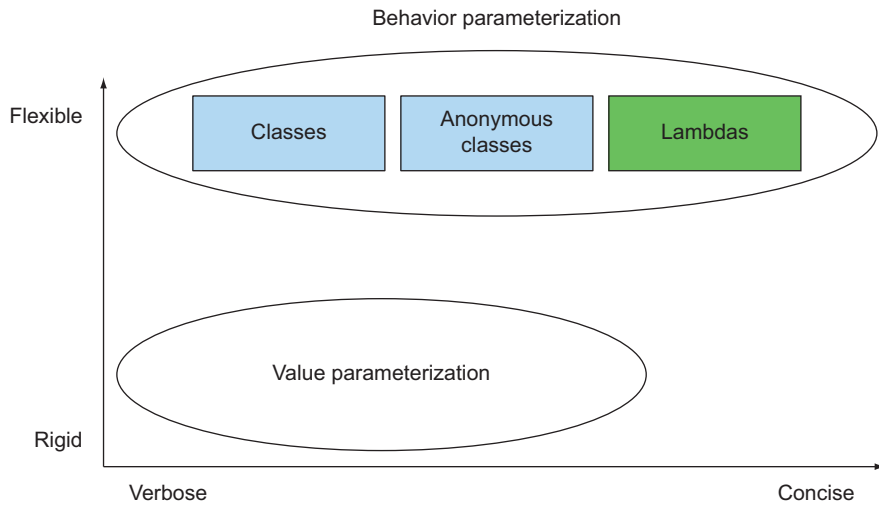 Behavior parameterization
Flexible
Classes
Anonymous
classes
Lambdas
Value parameterization
Rigid
Verbose
Concise